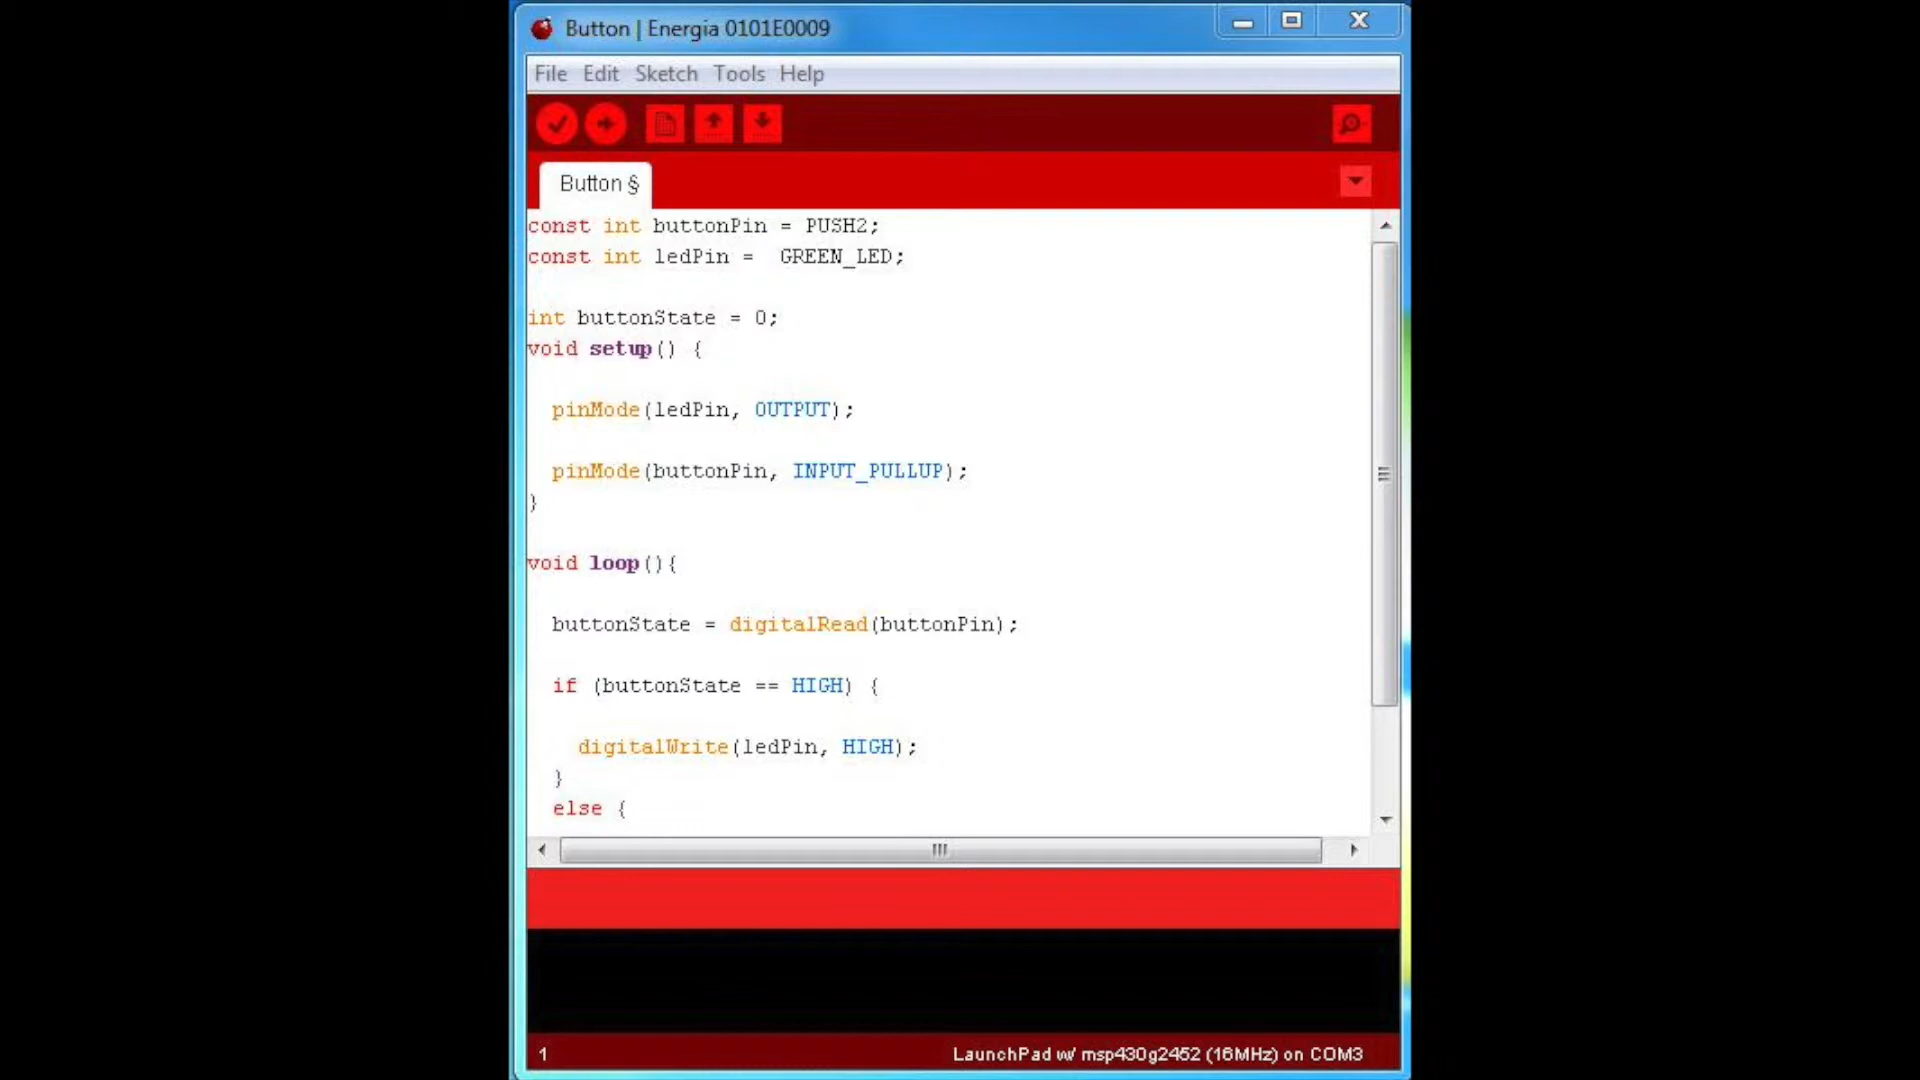 Button | Energia 0101E0009
File Edit Sketch Tools Help
Button §
const int buttonPin = PUSH2;
const int ledPin =  GREEN_LED;
int buttonState = 0;
void setup() {
  pinMode(ledPin, OUTPUT);
  pinMode(buttonPin, INPUT_PULLUP);
}
void loop(){
  buttonState = digitalRead(buttonPin);
  if (buttonState == HIGH) {
    digitalWrite(ledPin, HIGH);
  }
  else {
1
LaunchPad w/ msp430g2452 (16MHz) on COM3